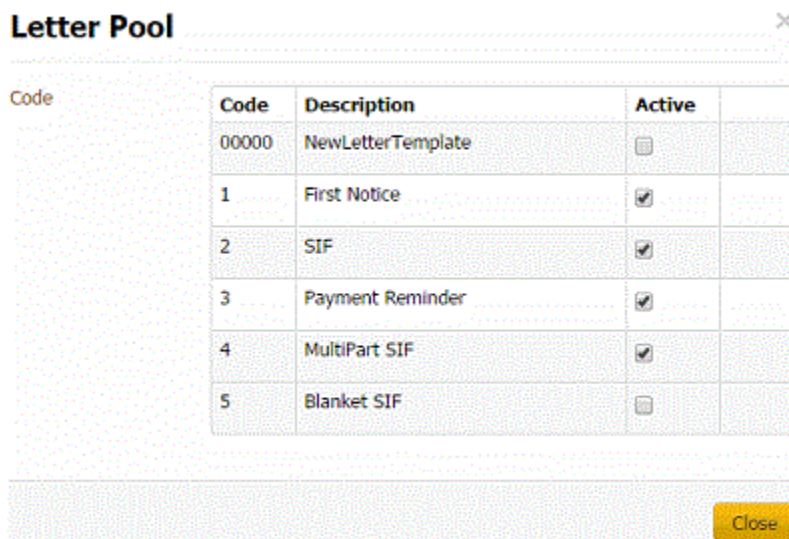 Letter Pool
Code
Code Description Active
00000 NewLetterTemplate
1 First Notice
2 SIF
3 Payment Reminder
4 MultiPart SIF
5 Blanket SIF
Close